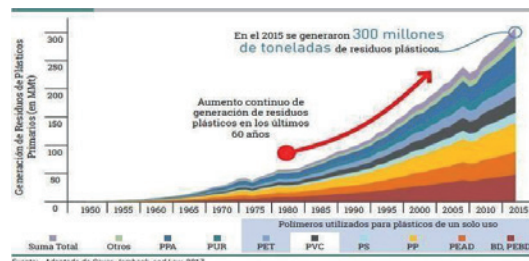 En el 2015 se generaron 300 millones
de toneladas de residuos plásticos
Generación de Residuos de Plásticos
Primarios (en MMt)
300
250
200
150
100
50
0
Aumento continuo de
generación de residuos
plásticos en los últimos
60 años
1950 1955 1960 1965 1970 1975 1980 1985 1990 1995 2000 2005 2010 2015
Polímeros utilizados para plásticos de un solo uso
Suma Total Otros PPA PUR PET PVC PS PP PEAD BD, PEBD